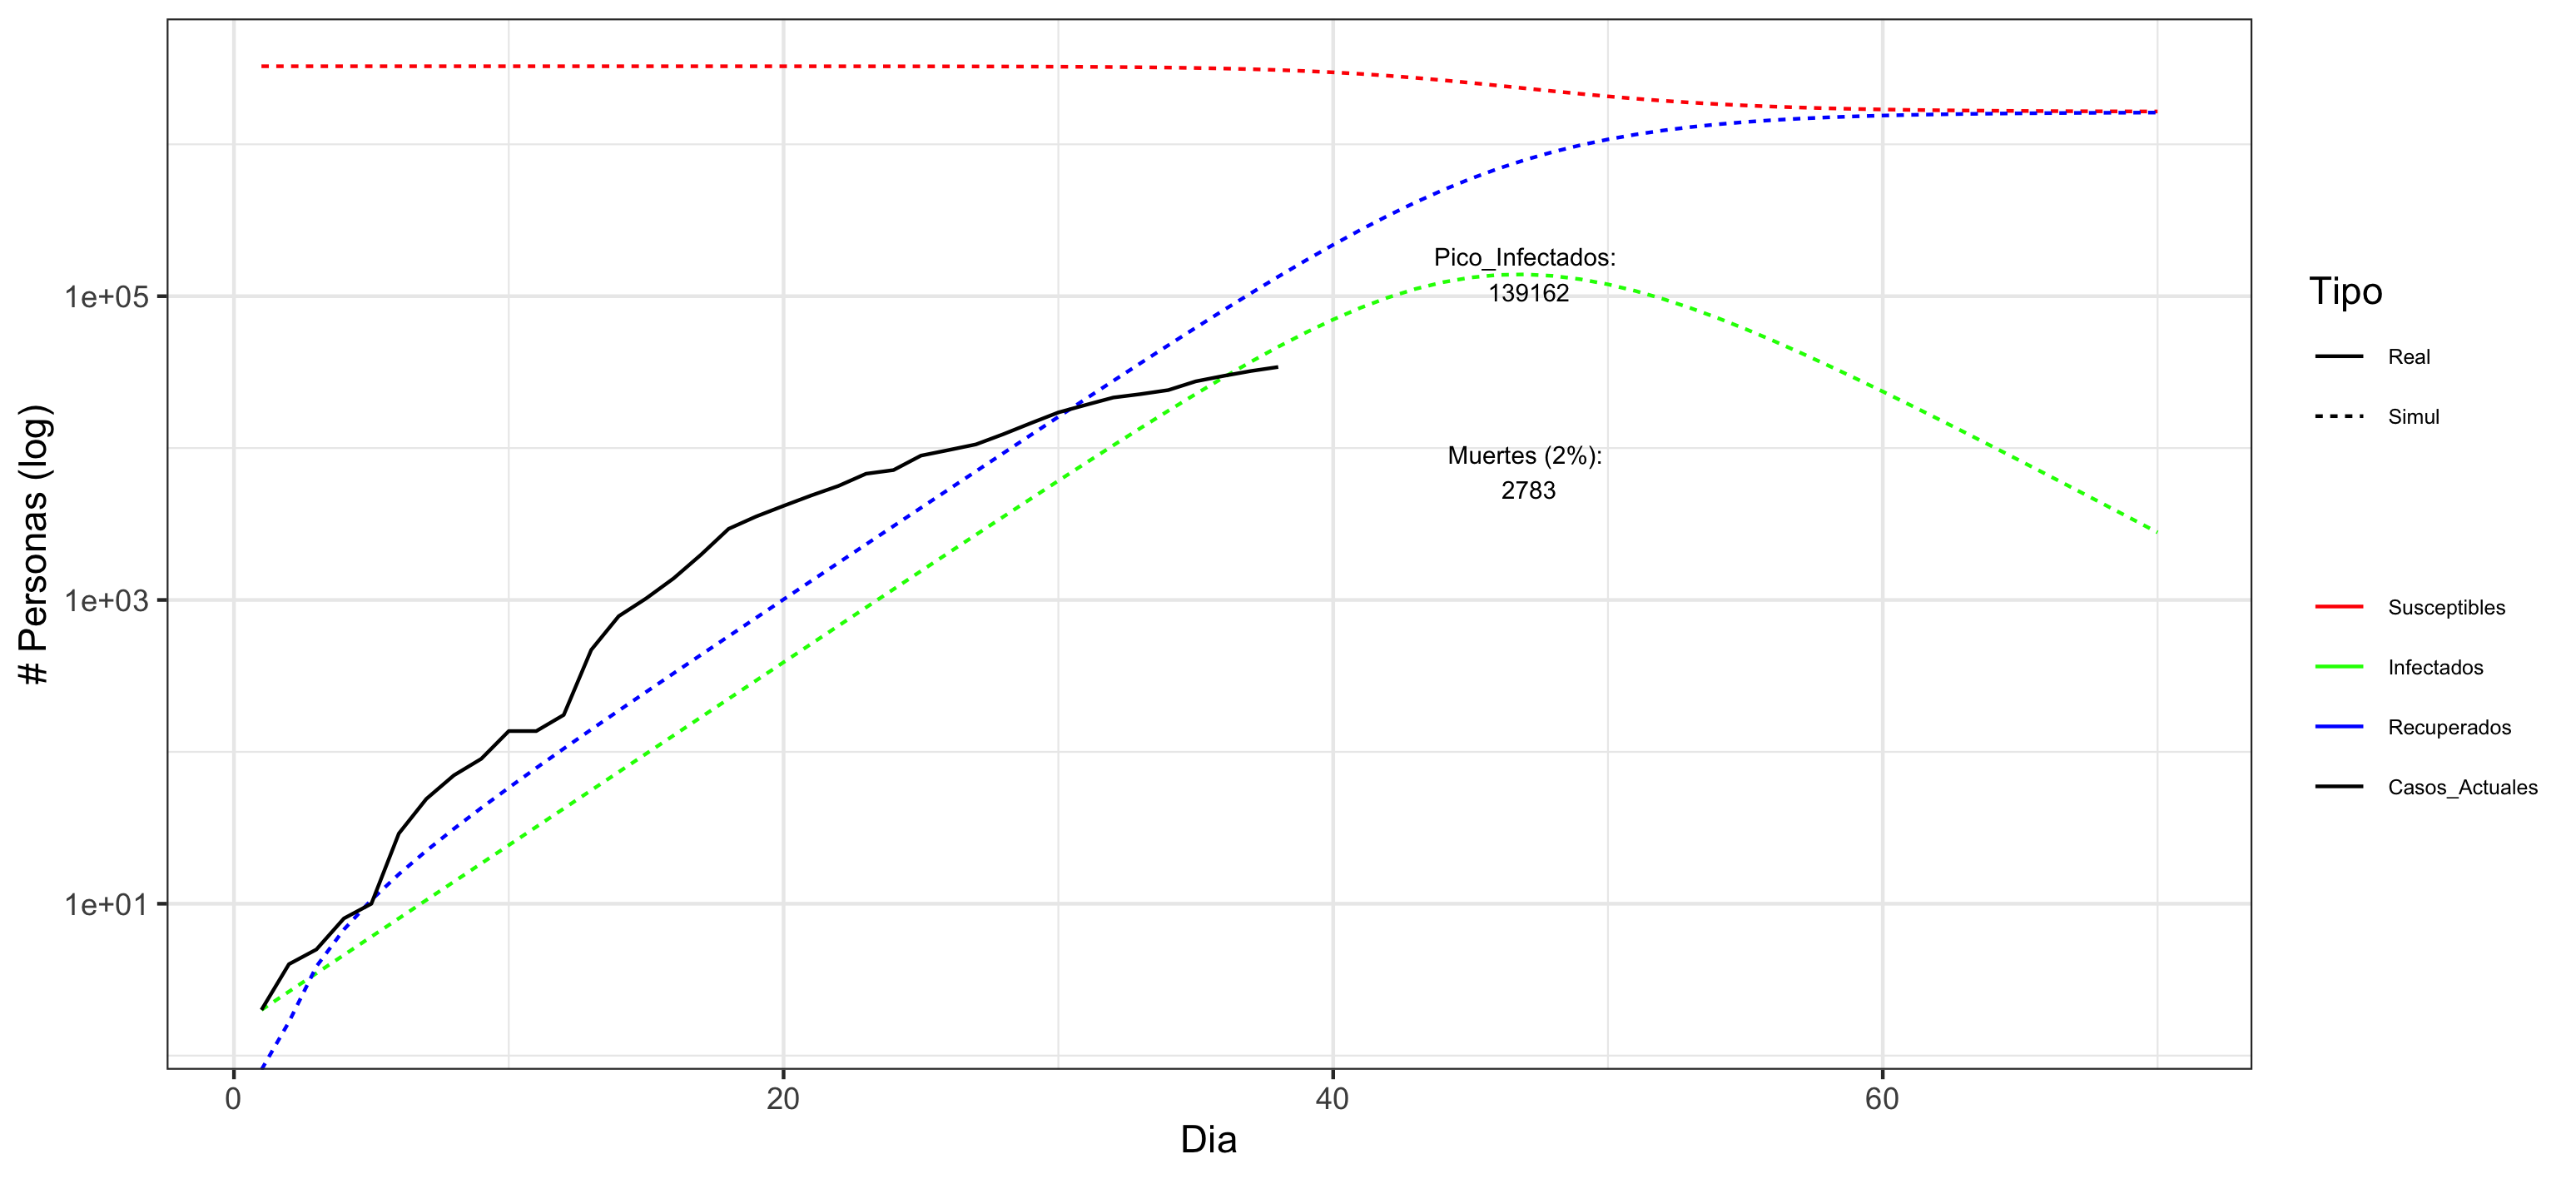 # Personas (log)
1e+05
1e+03
1e+01
0
20
40
60
Dia
Pico_Infectados:
139162
Muertes (2%):
2783
Tipo
Real
Simul
Susceptibles
Infectados
Recuperados
Casos_Actuales